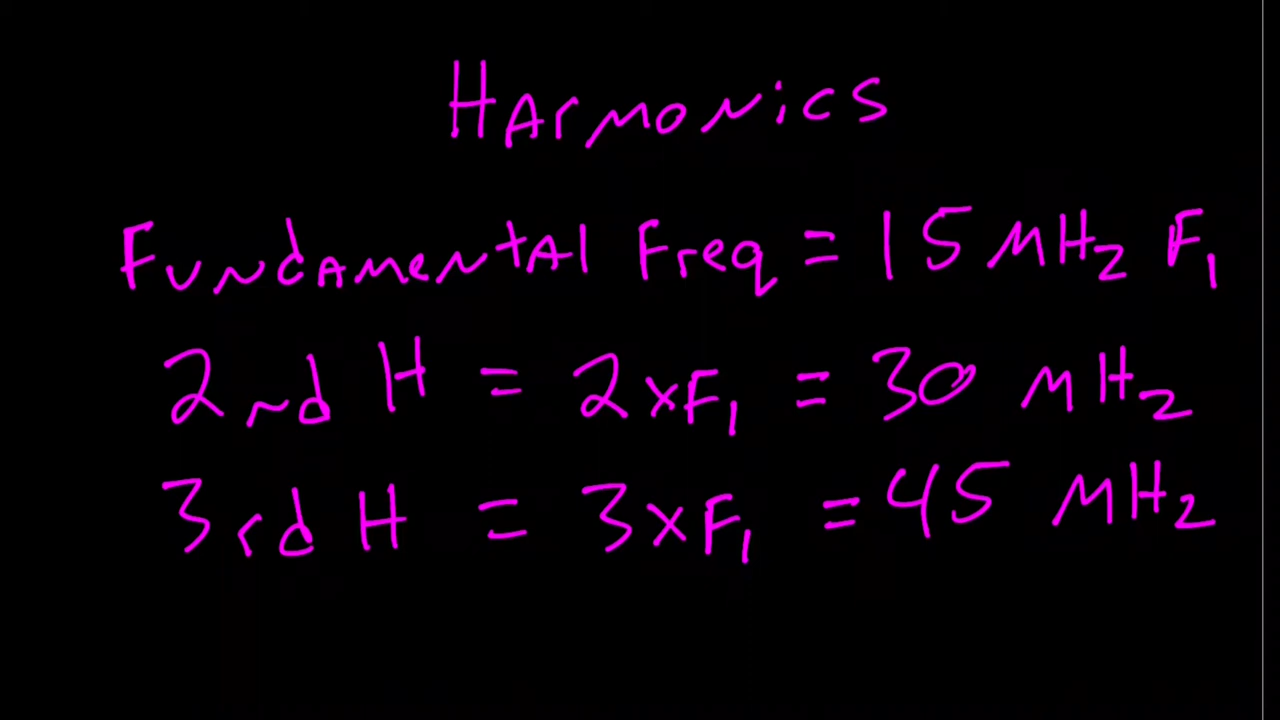 HArmonics
FundAmentAl Freq = 15 MHz F₁
2nd H = 2xF₁ = 30 MHz
3rd H = 3xF₁ = 45 MHz